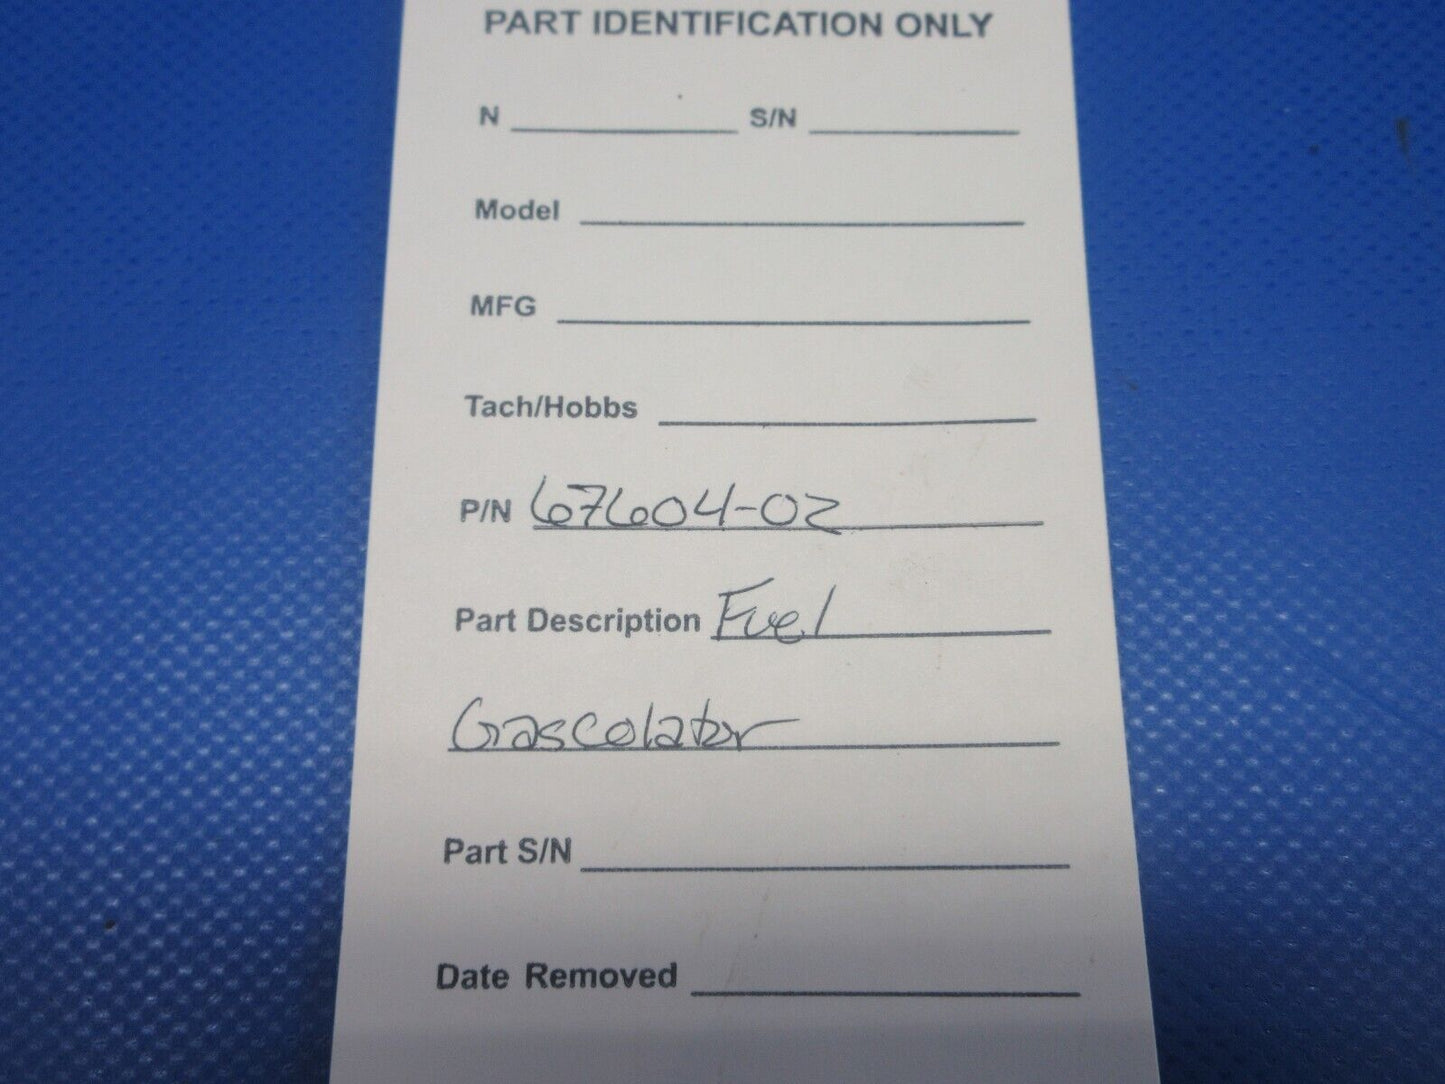 PART IDENTIFICATION ONLY
N S/N
Model
MFG
Tach/Hobbs
P/N 67604-02
Part Description Fuel
Gascolator
Part S/N
Date Removed